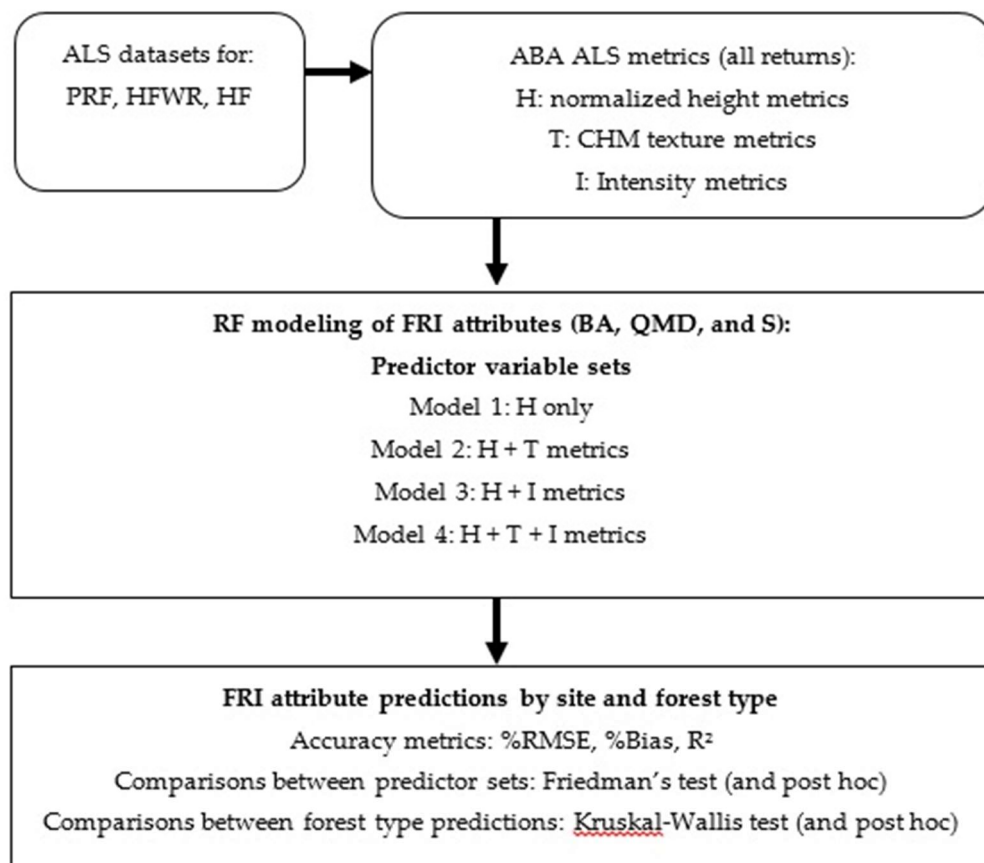 ALS datasets for:
PRF, HFWR, HF
ABA ALS metrics (all returns):
H: normalized height metrics
T: CHM texture metrics
I: Intensity metrics
RF modeling of FRI attributes (BA, QMD, and S):
Predictor variable sets
Model 1: H only
Model 2: H + T metrics
Model 3: H + I metrics
Model 4: H + T + I metrics
FRI attribute predictions by site and forest type
Accuracy metrics: %RMSE, %Bias, R²
Comparisons between predictor sets: Friedman’s test (and post hoc)
Comparisons between forest type predictions: Kruskal-Wallis test (and post hoc)